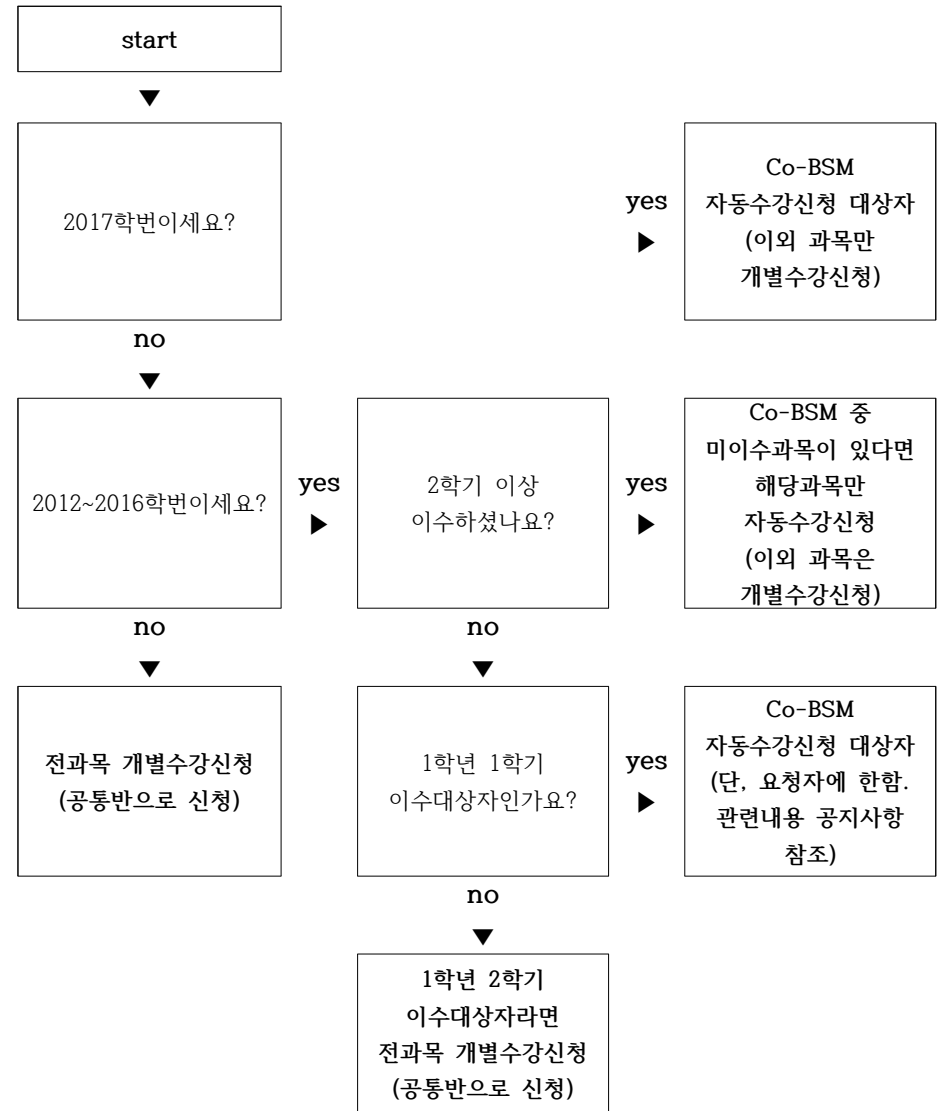 start
▼
2017학번이세요?
yes
▶
Co-BSM
자동수강신청 대상자
(이외 과목만
개별수강신청)
no
▼
2012~2016학번이세요?
yes
▶
2학기 이상
이수하셨나요?
yes
▶
Co-BSM 중
미이수과목이 있다면
해당과목만
자동수강신청
(이외 과목은
개별수강신청)
no
▼
no
▼
전과목 개별수강신청
(공통반으로 신청)
1학년 1학기
이수대상자인가요?
yes
▶
Co-BSM
자동수강신청 대상자
(단, 요청자에 한함.
관련내용 공지사항
참조)
no
▼
1학년 2학기
이수대상자라면
전과목 개별수강신청
(공통반으로 신청)